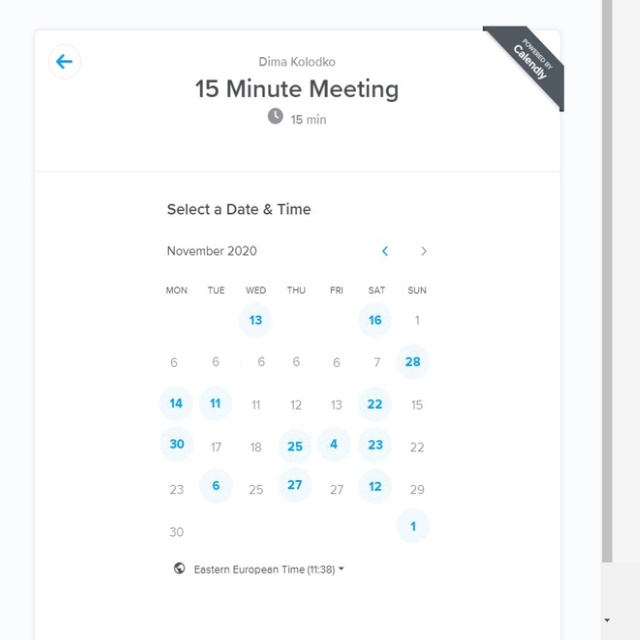 POWERED BY
Calendly
Dima Kolodko
15 Minute Meeting
15 min
Select a Date & Time
November 2020
MON TUE WED THU FRI SAT SUN
13 16 1
6 6 6 6 6 7 28
14 11 11 12 13 22 15
30 17 18 25 4 23 22
23 6 25 27 27 12 29
30 1
Eastern European Time (11:38)